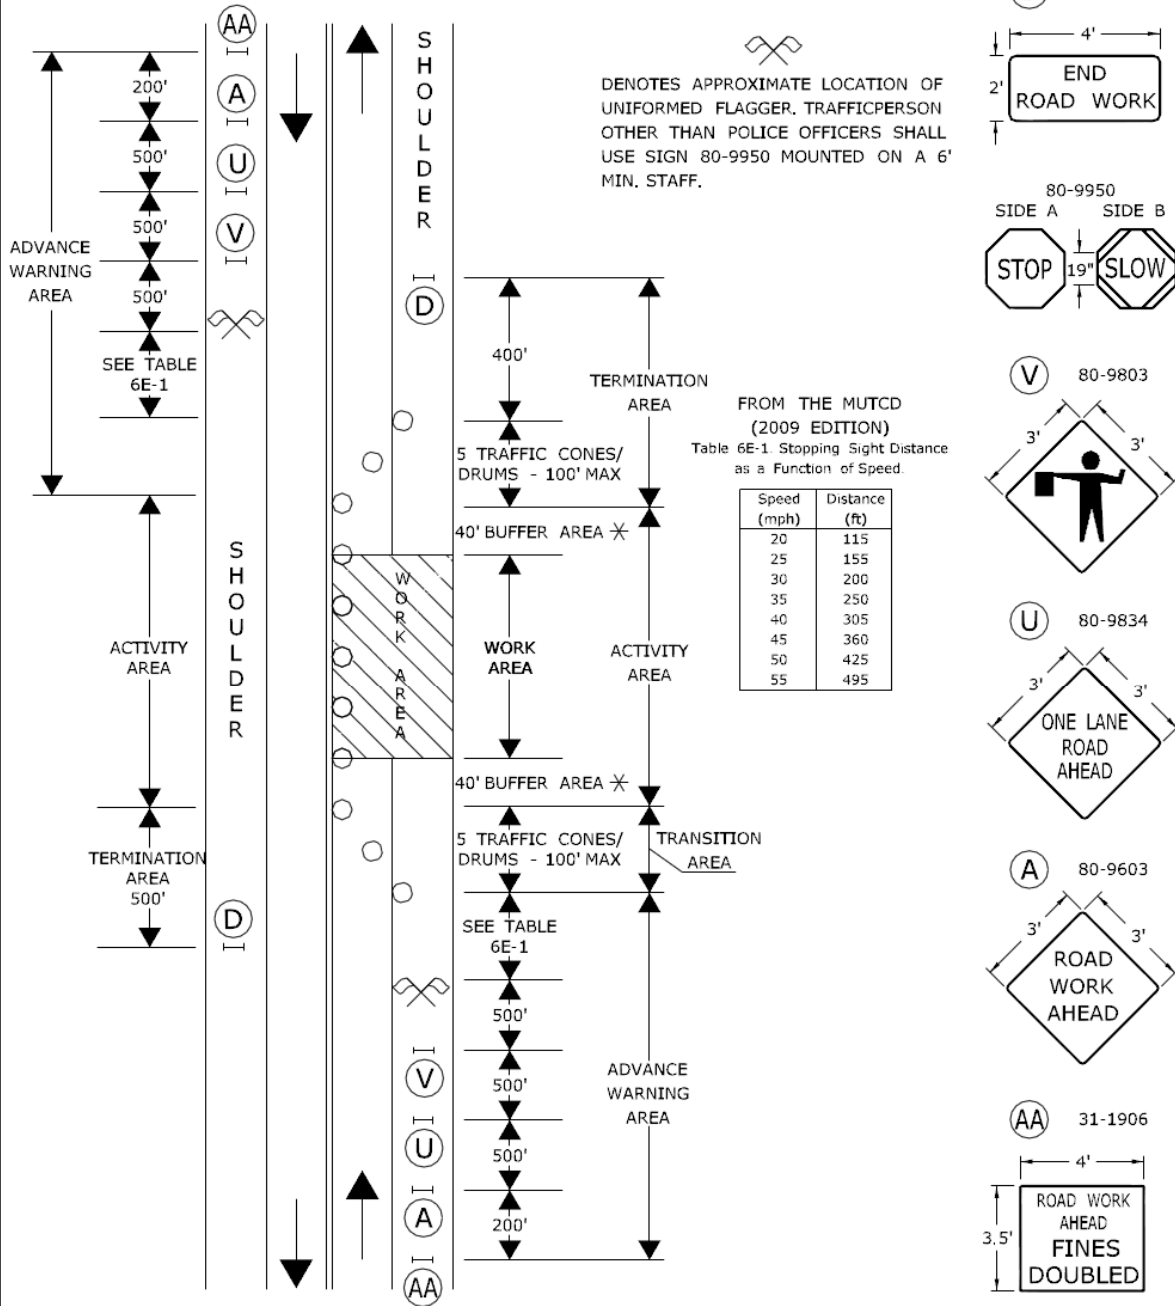 AA
200'
A
500'
U
500'
V
ADVANCE
WARNING
AREA
500'
SEE TABLE
6E-1
SHOULDER
ACTIVITY
AREA
TERMINATION
AREA
500'
D
SHOULDER
D
400'
TERMINATION
AREA
5 TRAFFIC CONES/
DRUMS - 100' MAX
40' BUFFER AREA *
WORK AREA
WORK
AREA
ACTIVITY
AREA
40' BUFFER AREA *
5 TRAFFIC CONES/
DRUMS - 100' MAX
TRANSITION
AREA
SEE TABLE
6E-1
500'
V
500'
ADVANCE
WARNING
AREA
U
500'
A
200'
AA
DENOTES APPROXIMATE LOCATION OF
UNIFORMED FLAGGER. TRAFFICPERSON
OTHER THAN POLICE OFFICERS SHALL
USE SIGN 80-9950 MOUNTED ON A 6'
MIN. STAFF.
FROM THE MUTCD
(2009 EDITION)
Table 6E-1. Stopping Sight Distance
as a Function of Speed.
Speed Distance
(mph) (ft)
20 115
25 155
30 200
35 250
40 305
45 360
50 425
55 495
4'
2'
END
ROAD WORK
80-9950
SIDE A SIDE B
STOP 19" SLOW
V 80-9803
3' 3'
U 80-9834
3' 3'
ONE LANE
ROAD
AHEAD
A 80-9603
3' 3'
ROAD
WORK
AHEAD
AA 31-1906
4'
3.5'
ROAD WORK
AHEAD
FINES
DOUBLED